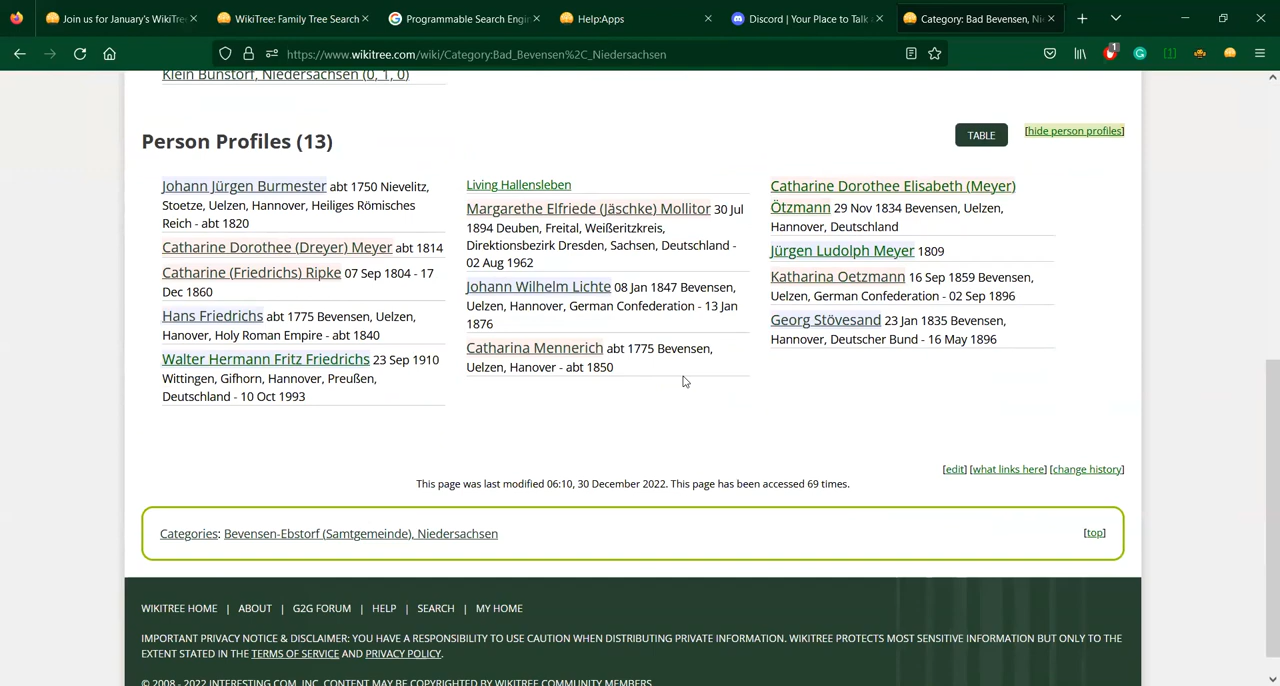 Join us for January's WikiTre
WikiTree: Family Tree Search
Programmable Search Engin
Help:Apps
Discord | Your Place to Talk
Category: Bad Bevensen, Ni
https://www.wikitree.com/wiki/Category:Bad_Bevensen%2C_Niedersachsen
1
Klein Bünstorf, Niedersachsen (0, 1, 0)
Person Profiles (13)
TABLE
[hide person profiles]
Johann Jürgen Burmester abt 1750 Nievelitz,
Stoetze, Uelzen, Hannover, Heiliges Römisches
Reich - abt 1820
Catharine Dorothee (Dreyer) Meyer abt 1814
Catharine (Friedrichs) Ripke 07 Sep 1804 - 17
Dec 1860
Hans Friedrichs abt 1775 Bevensen, Uelzen,
Hanover, Holy Roman Empire - abt 1840
Walter Hermann Fritz Friedrichs 23 Sep 1910
Wittingen, Gifhorn, Hannover, Preußen,
Deutschland - 10 Oct 1993
Living Hallensleben
Margarethe Elfriede (Jäschke) Mollitor 30 Jul
1894 Deuben, Freital, Weißeritzkreis,
Direktionsbezirk Dresden, Sachsen, Deutschland -
02 Aug 1962
Johann Wilhelm Lichte 08 Jan 1847 Bevensen,
Uelzen, Hannover, German Confederation - 13 Jan
1876
Catharina Mennerich abt 1775 Bevensen,
Uelzen, Hanover - abt 1850
Catharine Dorothee Elisabeth (Meyer)
Ötzmann 29 Nov 1834 Bevensen, Uelzen,
Hannover, Deutschland
Jürgen Ludolph Meyer 1809
Katharina Oetzmann 16 Sep 1859 Bevensen,
Uelzen, German Confederation - 02 Sep 1896
Georg Stövesand 23 Jan 1835 Bevensen,
Hannover, Deutscher Bund - 16 May 1896
[edit] [what links here] [change history]
This page was last modified 06:10, 30 December 2022. This page has been accessed 69 times.
Categories: Bevensen-Ebstorf (Samtgemeinde), Niedersachsen
[top]
WIKITREE HOME | ABOUT | G2G FORUM | HELP | SEARCH | MY HOME
IMPORTANT PRIVACY NOTICE & DISCLAIMER: YOU HAVE A RESPONSIBILITY TO USE CAUTION WHEN DISTRIBUTING PRIVATE INFORMATION. WIKITREE PROTECTS MOST SENSITIVE INFORMATION BUT ONLY TO THE
EXTENT STATED IN THE TERMS OF SERVICE AND PRIVACY POLICY.
© 2008 - 2022 INTERESTING.COM, INC. CONTENT MAY BE COPYRIGHTED BY WIKITREE COMMUNITY MEMBERS.